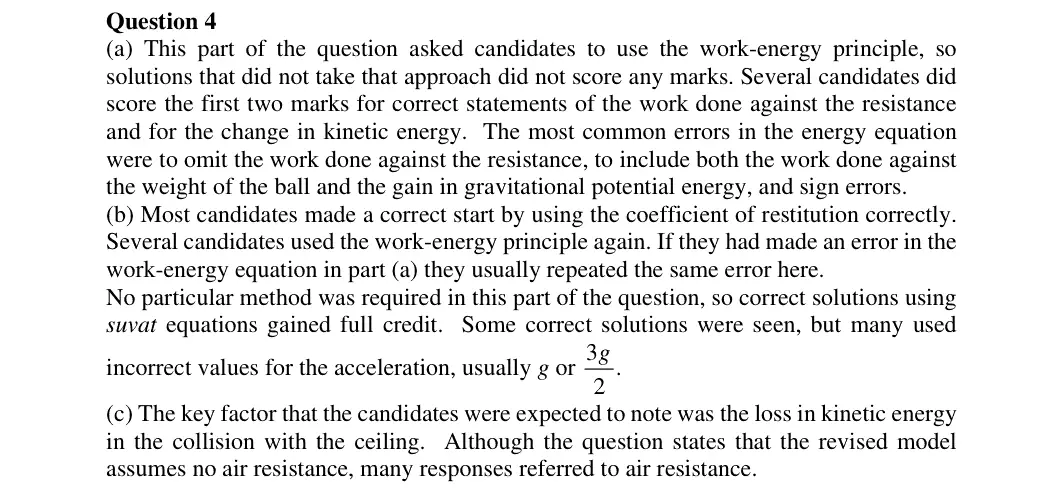 Question 4
(a) This part of the question asked candidates to use the work-energy principle, so
solutions that did not take that approach did not score any marks. Several candidates did
score the first two marks for correct statements of the work done against the resistance
and for the change in kinetic energy. The most common errors in the energy equation
were to omit the work done against the resistance, to include both the work done against
the weight of the ball and the gain in gravitational potential energy, and sign errors.
(b) Most candidates made a correct start by using the coefficient of restitution correctly.
Several candidates used the work-energy principle again. If they had made an error in the
work-energy equation in part (a) they usually repeated the same error here.
No particular method was required in this part of the question, so correct solutions using
suvat equations gained full credit. Some correct solutions were seen, but many used
incorrect values for the acceleration, usually g or 3g/2.
(c) The key factor that the candidates were expected to note was the loss in kinetic energy
in the collision with the ceiling. Although the question states that the revised model
assumes no air resistance, many responses referred to air resistance.